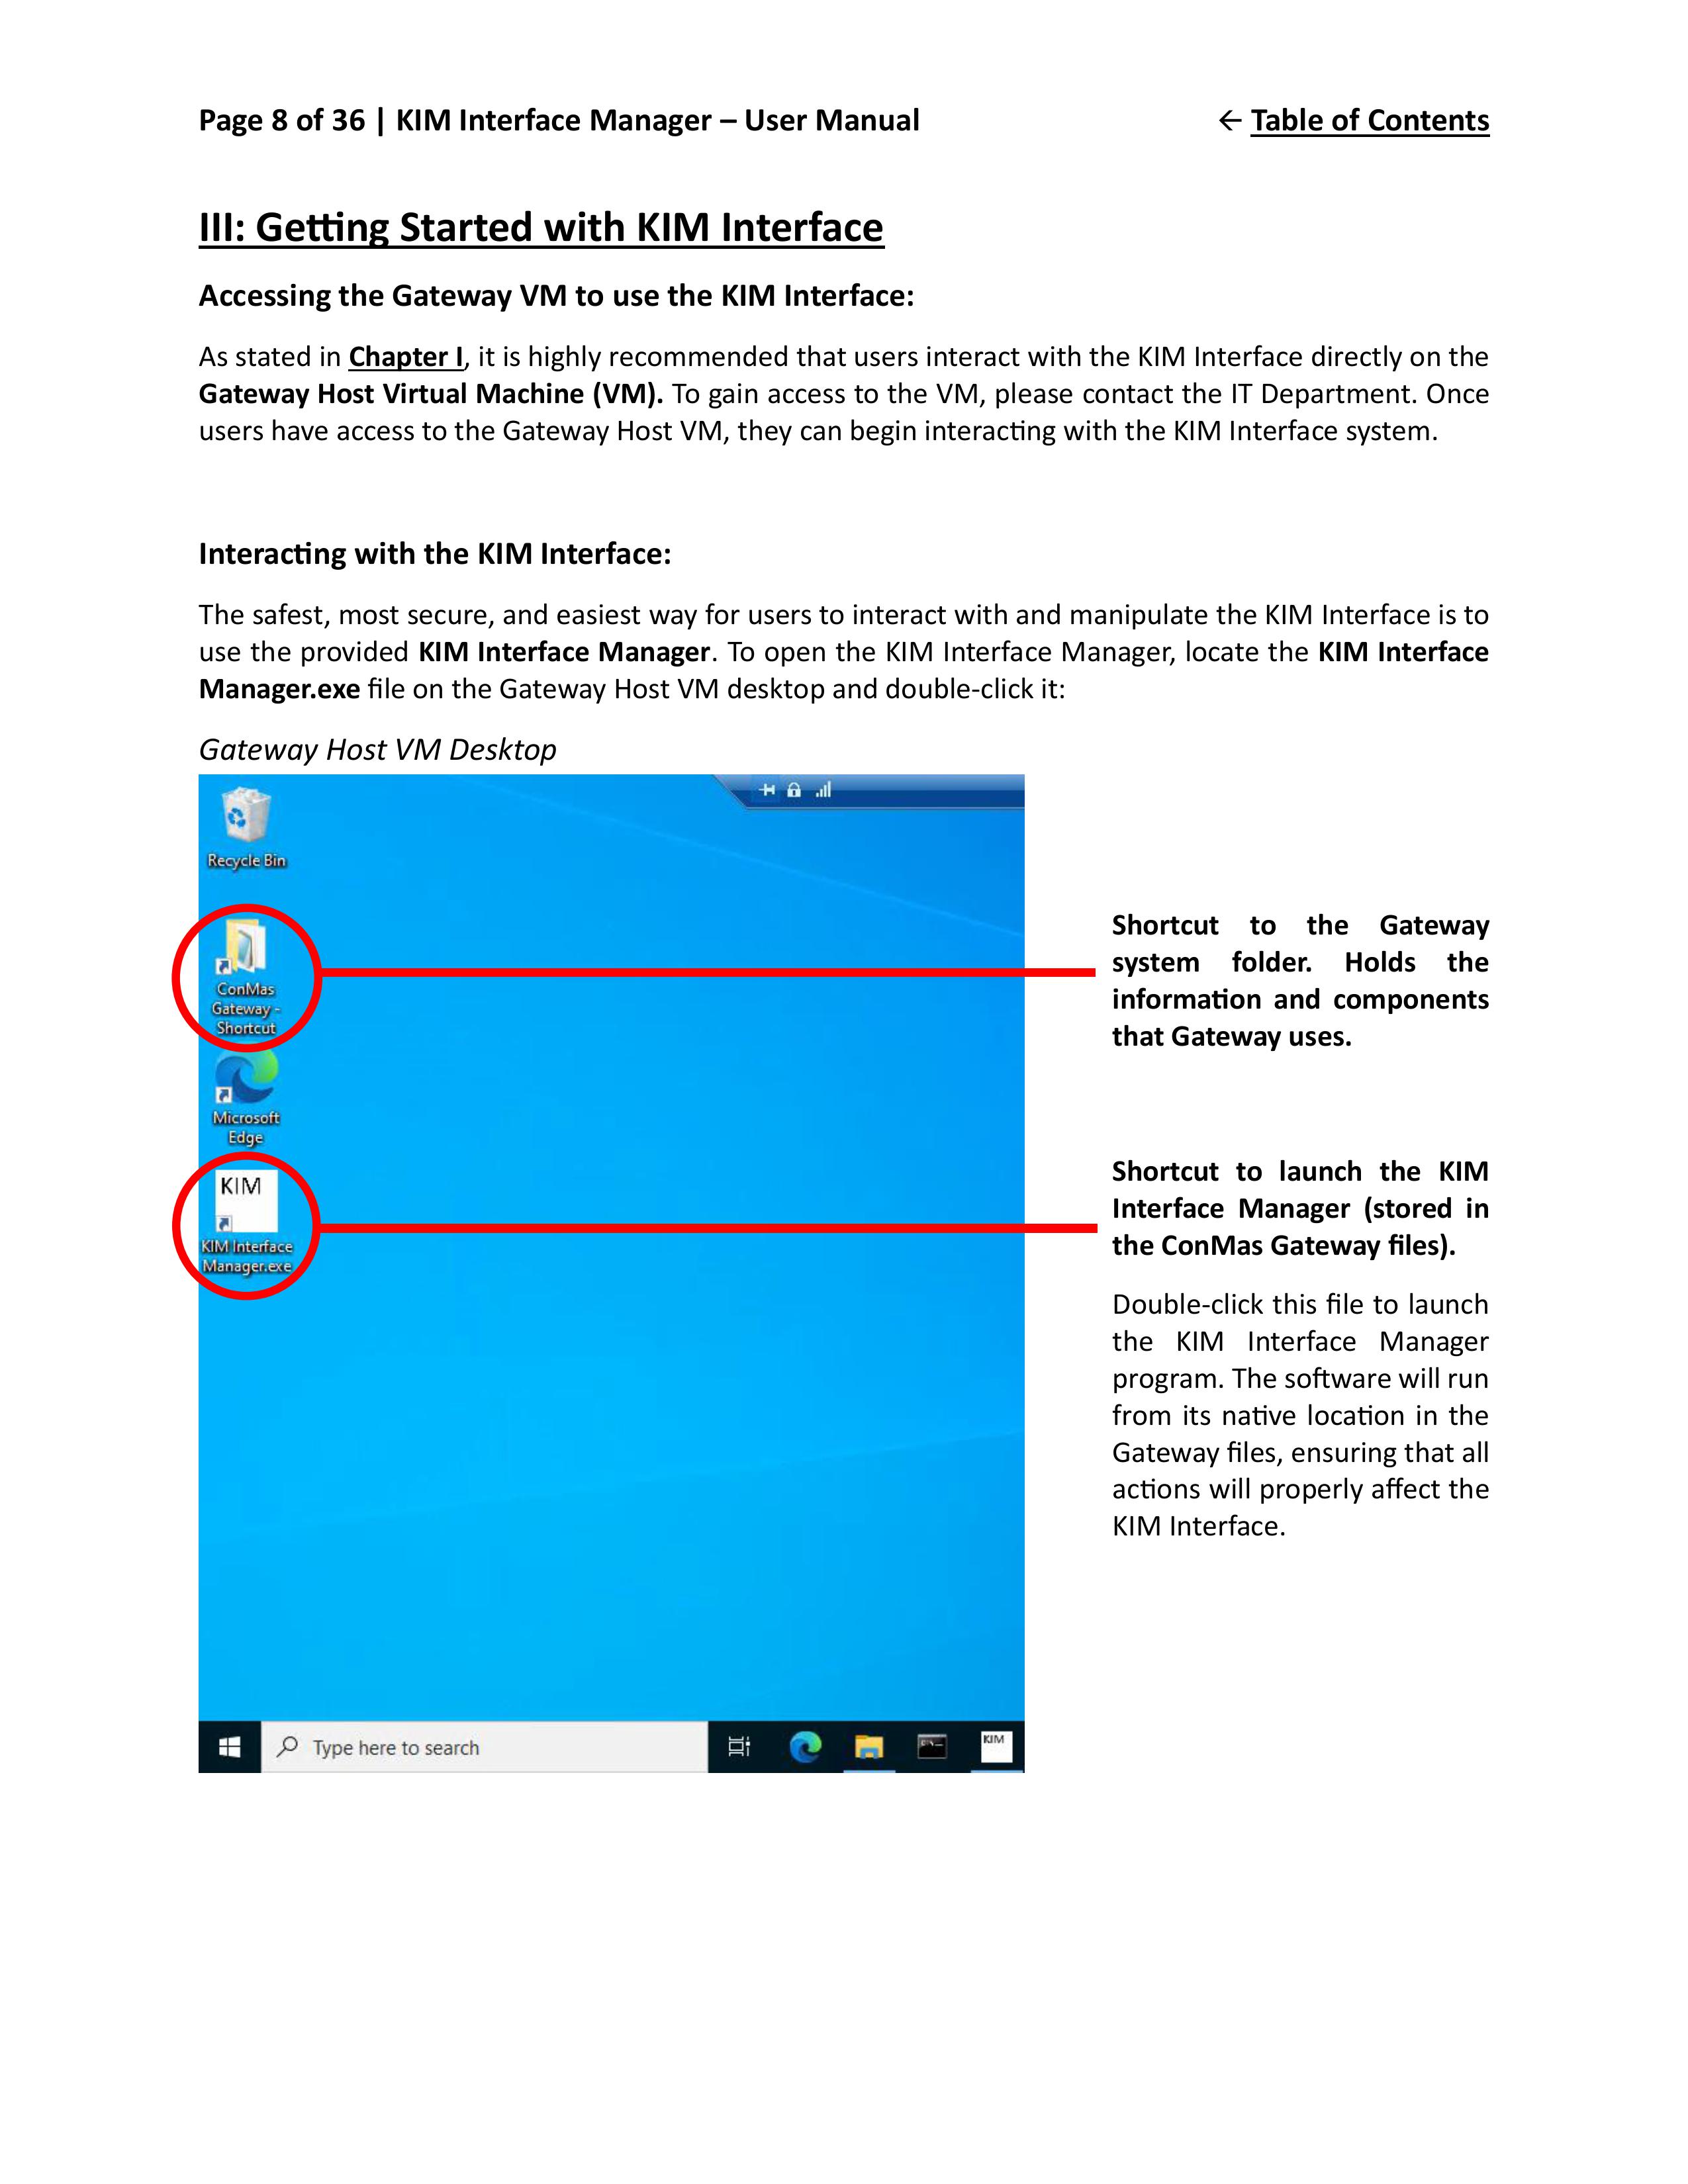 Page 8 of 36 | KIM Interface Manager – User Manual
← Table of Contents
III: Getting Started with KIM Interface
Accessing the Gateway VM to use the KIM Interface:
As stated in Chapter I, it is highly recommended that users interact with the KIM Interface directly on the
Gateway Host Virtual Machine (VM). To gain access to the VM, please contact the IT Department. Once
users have access to the Gateway Host VM, they can begin interacting with the KIM Interface system.
Interacting with the KIM Interface:
The safest, most secure, and easiest way for users to interact with and manipulate the KIM Interface is to
use the provided KIM Interface Manager. To open the KIM Interface Manager, locate the KIM Interface
Manager.exe file on the Gateway Host VM desktop and double-click it:
Gateway Host VM Desktop
Recycle Bin
ConMas
Gateway -
Shortcut
Microsoft
Edge
KIM
KIM Interface
Manager.exe
Type here to search
KIM
Shortcut to the Gateway
system folder. Holds the
information and components
that Gateway uses.
Shortcut to launch the KIM
Interface Manager (stored in
the ConMas Gateway files).
Double-click this file to launch
the KIM Interface Manager
program. The software will run
from its native location in the
Gateway files, ensuring that all
actions will properly affect the
KIM Interface.